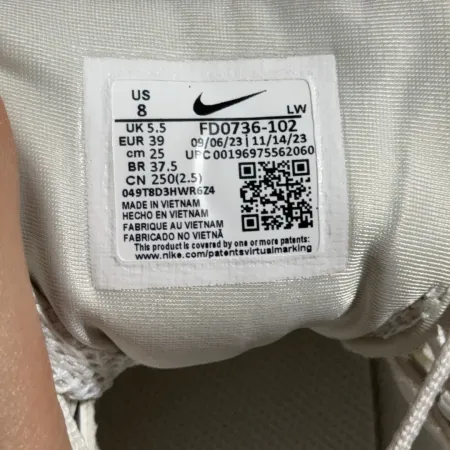 US
8
LW
UK 5.5
FD0736-102
EUR 39
09/06/23 11/14/23
cm 25
UPC 00196975562060
BR 37.5
CN 250(2.5)
049T8D3HWR6Z4
MADE IN VIETNAM
HECHO EN VIETNAM
FABRIQUE AU VIETNAM
FABRICADO NO VIETNÃ
This product is covered by one or more patents:
www.nike.com/patentsvirtualmarking